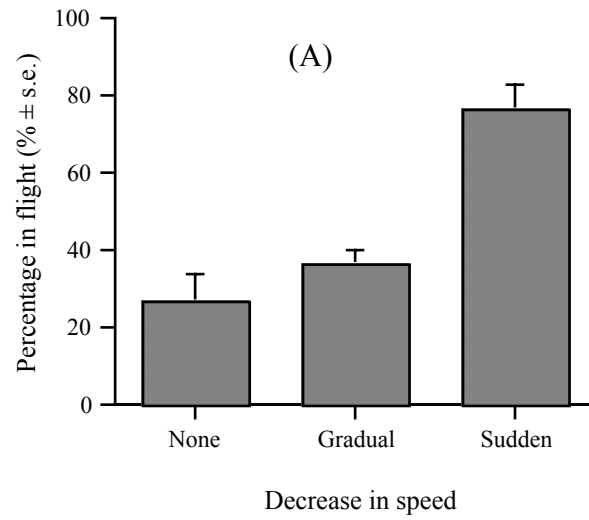 Percentage in flight (% ± s.e.)
100
80
60
40
20
0
(A)
None Gradual Sudden
Decrease in speed